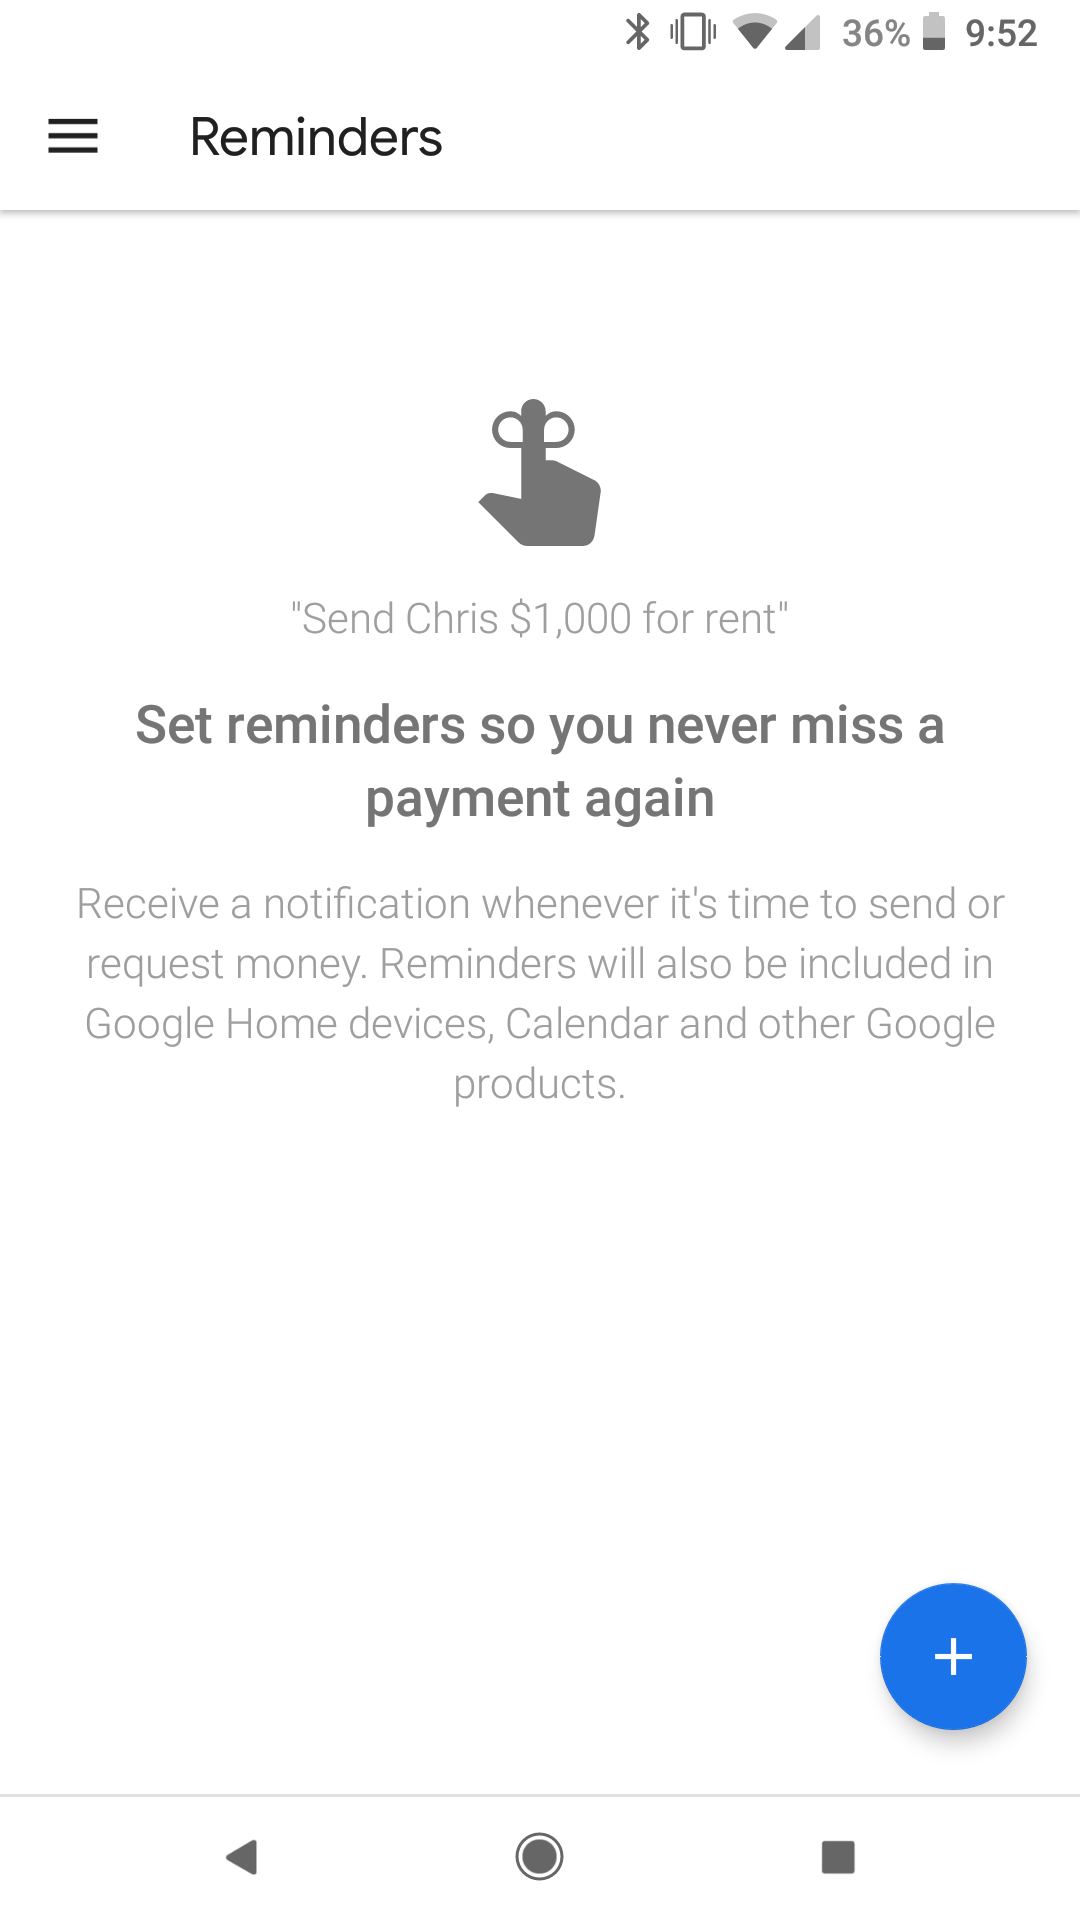 36% 9:52
Reminders
"Send Chris $1,000 for rent"
Set reminders so you never miss a
payment again
Receive a notification whenever it's time to send or
request money. Reminders will also be included in
Google Home devices, Calendar and other Google
products.